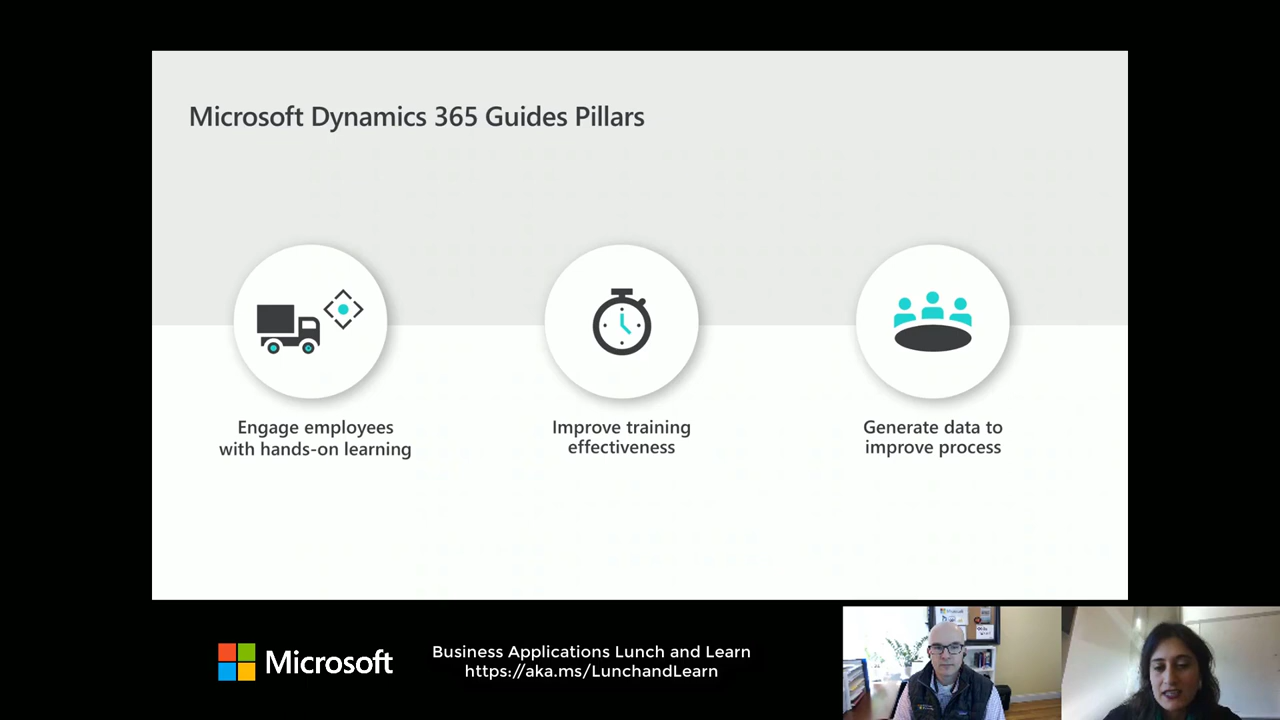 Microsoft Dynamics 365 Guides Pillars
Engage employees
with hands-on learning
Improve training
effectiveness
Generate data to
improve process
Microsoft
Business Applications Lunch and Learn
https://aka.ms/LunchandLearn